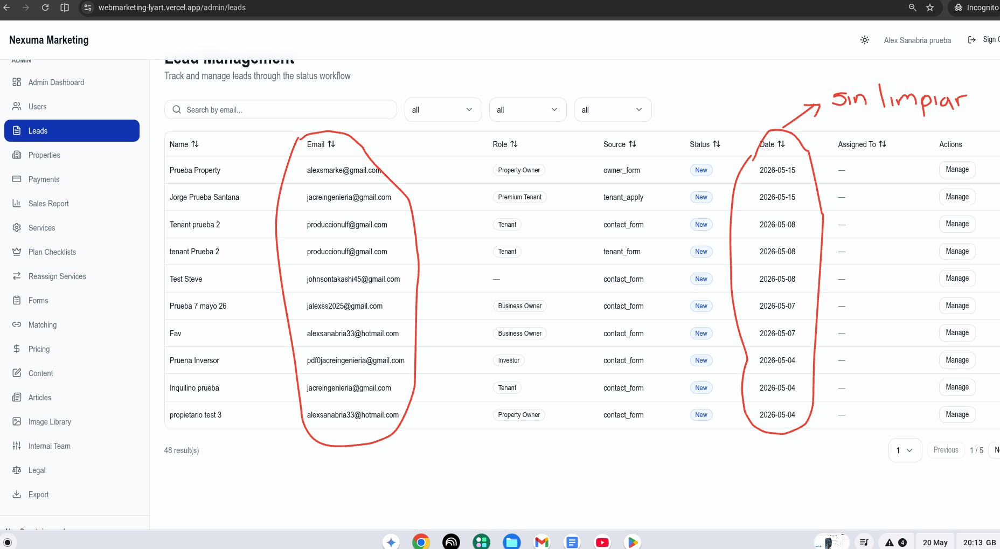 webmarketing-lyart.vercel.app/admin/leads
Incognito
Nexuma Marketing
Alex Sanabria prueba
Sign
ADMIN
Lead Management
Track and manage leads through the status workflow
sin limpiar
Admin Dashboard
Users
Leads
Properties
Payments
Sales Report
Services
Plan Checklists
Reassign Services
Forms
Matching
Pricing
Content
Articles
Image Library
Internal Team
Legal
Export
Search by email...
all
all
all
Name Email Role Source Status Date Assigned To Actions
Prueba Property alexsmarke@gmail.com Property Owner owner_form New 2026-05-15 — Manage
Jorge Prueba Santana jacreingenieria@gmail.com Premium Tenant tenant_apply New 2026-05-15 — Manage
Tenant prueba 2 produccionulf@gmail.com Tenant contact_form New 2026-05-08 — Manage
tenant Prueba 2 produccionulf@gmail.com Tenant tenant_form New 2026-05-08 — Manage
Test Steve johnsontakashi45@gmail.com — contact_form New 2026-05-08 — Manage
Prueba 7 mayo 26 jalexss2025@gmail.com Business Owner contact_form New 2026-05-07 — Manage
Fav alexsanabria33@hotmail.com Business Owner contact_form New 2026-05-07 — Manage
Pruena Inversor pdf0jacreingenieria@gmail.com Investor contact_form New 2026-05-04 — Manage
Inquilino prueba jacreingenieria@gmail.com Tenant contact_form New 2026-05-04 — Manage
propietario test 3 alexsanabria33@hotmail.com Property Owner contact_form New 2026-05-04 — Manage
48 result(s)
1
Previous
1 / 5
4
20 May
20:13 GB